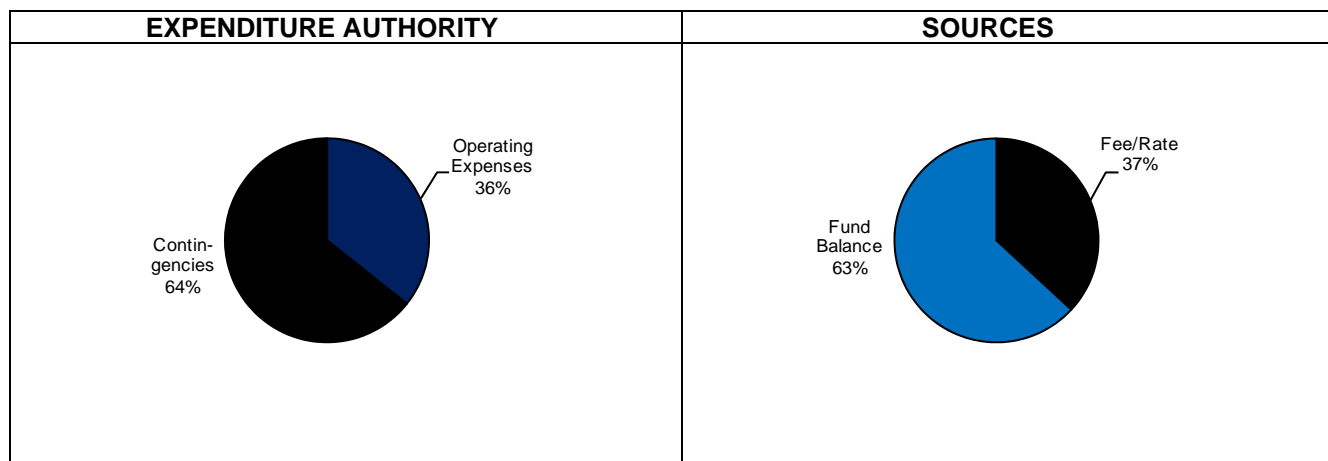 EXPENDITURE AUTHORITY
Operating
Expenses
36%
Contin-
gencies
64%
SOURCES
Fee/Rate
37%
Fund
Balance
63%